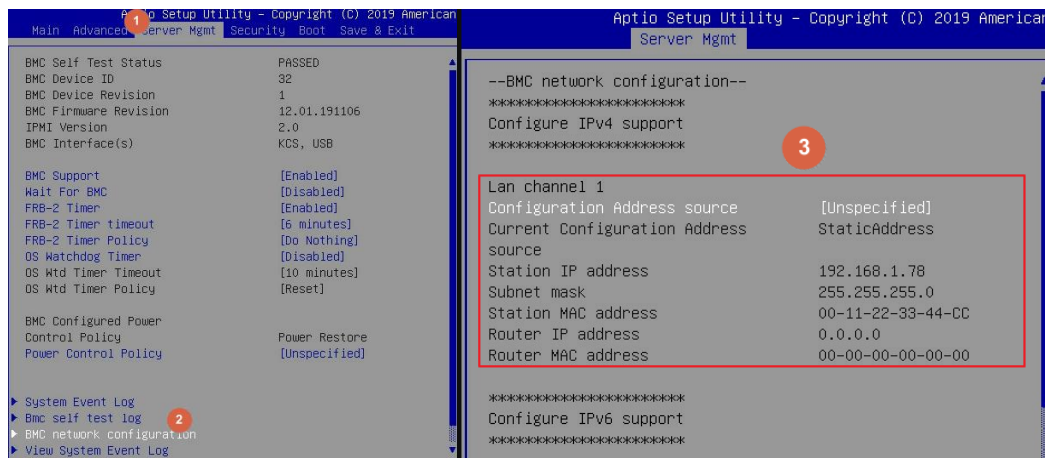 Aptio Setup Utility – Copyright (C) 2019 American
1
Main Advanced Server Mgmt Security Boot Save & Exit
BMC Self Test Status PASSED
BMC Device ID 32
BMC Device Revision 1
BMC Firmware Revision 12.01.191106
IPMI Version 2.0
BMC Interface(s) KCS, USB
BMC Support [Enabled]
Wait For BMC [Disabled]
FRB-2 Timer [Enabled]
FRB-2 Timer timeout [6 minutes]
FRB-2 Timer Policy [Do Nothing]
OS Watchdog Timer [Disabled]
OS Wtd Timer Timeout [10 minutes]
OS Wtd Timer Policy [Reset]
BMC Configured Power
Control Policy Power Restore
Power Control Policy [Unspecified]
System Event Log
Bmc self test log
2
BMC network configuration
View System Event Log
Aptio Setup Utility – Copyright (C) 2019 American
Server Mgmt
--BMC network configuration--
***********************
Configure IPv4 support
***********************
3
Lan channel 1
Configuration Address source [Unspecified]
Current Configuration Address StaticAddress
source
Station IP address 192.168.1.78
Subnet mask 255.255.255.0
Station MAC address 00-11-22-33-44-CC
Router IP address 0.0.0.0
Router MAC address 00-00-00-00-00-00
***********************
Configure IPv6 support
***********************